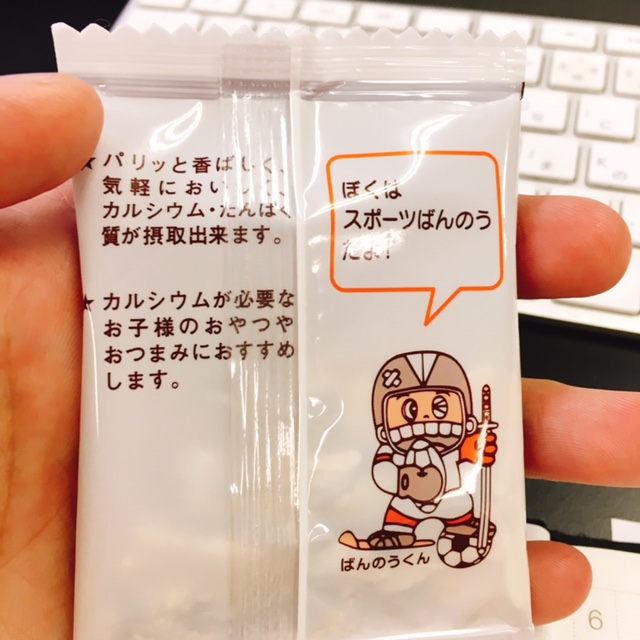 ★パリッと香ばしく、
気軽においしく、
カルシウム・たんぱく
質が摂取出来ます。
★カルシウムが必要な
お子様のおやつや
おつまみにおすすめ
します。
ぼくは
スポーツばんのう
だよ!
ばんのうくん
6